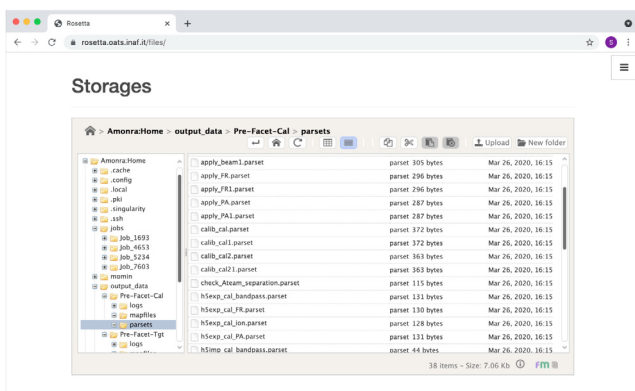 Rosetta
rosetta.oats.inaf.it/files/
S
Storages
> Amonra:Home > output_data > Pre-Facet-Cal > parsets
Upload New folder
Amonra:Home
.cache
.config
.local
.pki
.singularity
.ssh
jobs
Job_1693
Job_4653
Job_5234
Job_7603
momin
output_data
Pre-Facet-Cal
logs
mapfiles
parsets
Pre-Facet-Tgt
logs
mapfiles
apply_beam1.parset parset 305 bytes Mar 26, 2020, 16:15
apply_FR.parset parset 296 bytes Mar 26, 2020, 16:15
apply_FR1.parset parset 296 bytes Mar 26, 2020, 16:15
apply_PA.parset parset 287 bytes Mar 26, 2020, 16:15
apply_PA1.parset parset 287 bytes Mar 26, 2020, 16:15
calib_cal.parset parset 372 bytes Mar 26, 2020, 16:15
calib_cal1.parset parset 372 bytes Mar 26, 2020, 16:15
calib_cal2.parset parset 363 bytes Mar 26, 2020, 16:15
calib_cal21.parset parset 363 bytes Mar 26, 2020, 16:15
check_Ateam_separation.parset parset 115 bytes Mar 26, 2020, 16:15
h5exp_cal_bandpass.parset parset 131 bytes Mar 26, 2020, 16:15
h5exp_cal_FR.parset parset 130 bytes Mar 26, 2020, 16:15
h5exp_cal_ion.parset parset 128 bytes Mar 26, 2020, 16:15
h5exp_cal_PA.parset parset 131 bytes Mar 26, 2020, 16:15
h5imp_cal_bandpass.parset parset 44 bytes Mar 26, 2020, 16:15
38 items – Size: 7.06 Kb
FM